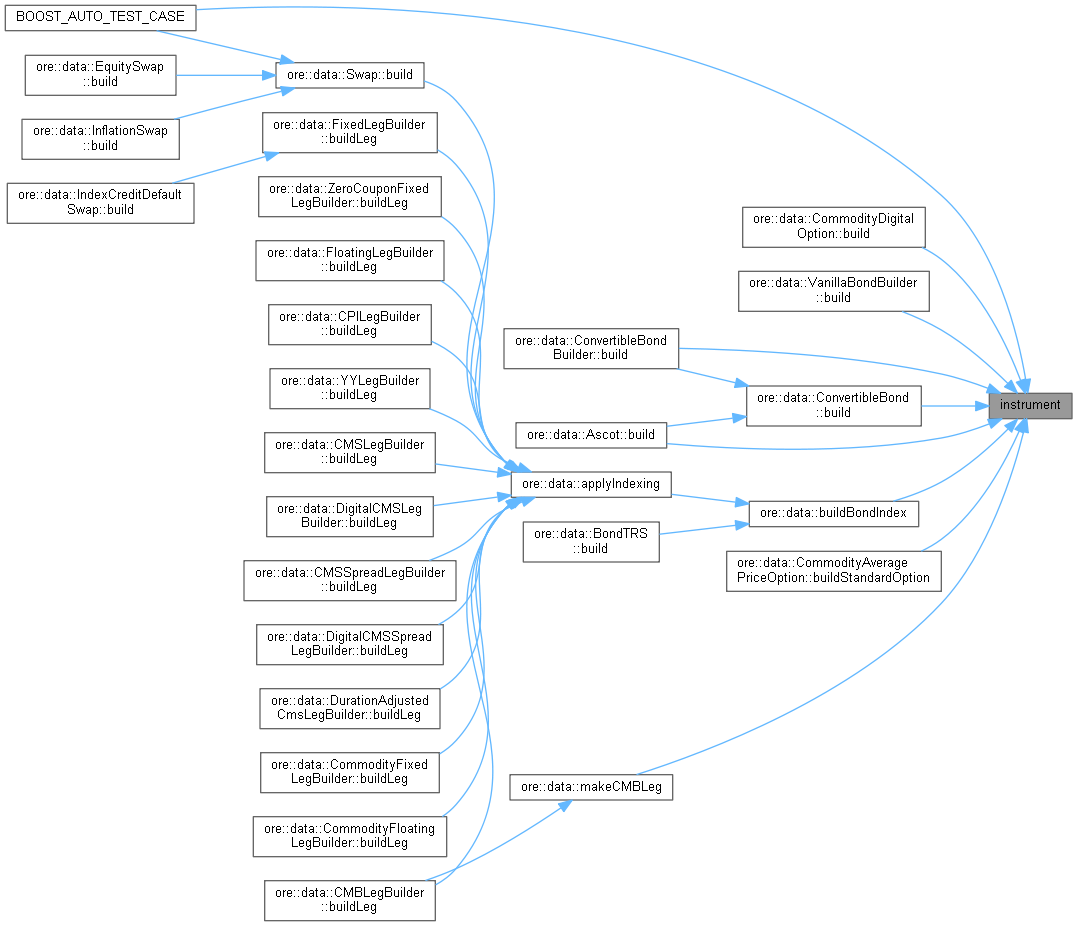 BOOST_AUTO_TEST_CASE
ore::data::EquitySwap
::build
ore::data::InflationSwap
::build
ore::data::IndexCreditDefault
Swap::build
ore::data::Swap::build
ore::data::FixedLegBuilder
::buildLeg
ore::data::ZeroCouponFixed
LegBuilder::buildLeg
ore::data::FloatingLegBuilder
::buildLeg
ore::data::CPILegBuilder
::buildLeg
ore::data::YYLegBuilder
::buildLeg
ore::data::CMSLegBuilder
::buildLeg
ore::data::DigitalCMSLeg
Builder::buildLeg
ore::data::CMSSpreadLegBuilder
::buildLeg
ore::data::DigitalCMSSpread
LegBuilder::buildLeg
ore::data::DurationAdjusted
CmsLegBuilder::buildLeg
ore::data::CommodityFixed
LegBuilder::buildLeg
ore::data::CommodityFloating
LegBuilder::buildLeg
ore::data::CMBLegBuilder
::buildLeg
ore::data::ConvertibleBond
Builder::build
ore::data::Ascot::build
ore::data::applyIndexing
ore::data::BondTRS
::build
ore::data::makeCMBLeg
ore::data::CommodityDigital
Option::build
ore::data::VanillaBondBuilder
::build
ore::data::ConvertibleBond
::build
ore::data::buildBondIndex
ore::data::CommodityAverage
PriceOption::buildStandardOption
instrument